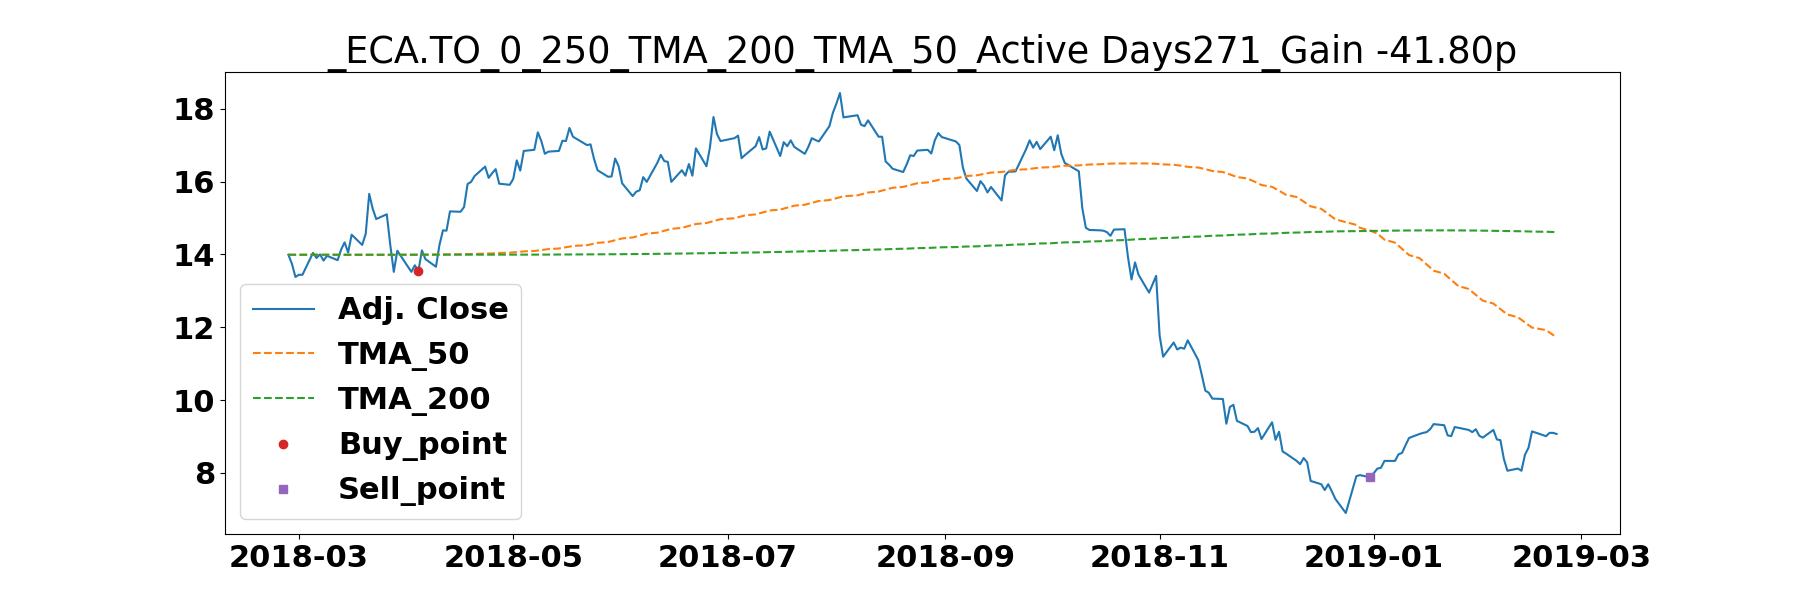 _ECA.TO_0_250_TMA_200_TMA_50_Active Days271_Gain -41.80p
18
16
14
12
10
8
Adj. Close
TMA_50
TMA_200
Buy_point
Sell_point
2018-03 2018-05 2018-07 2018-09 2018-11 2019-01 2019-03